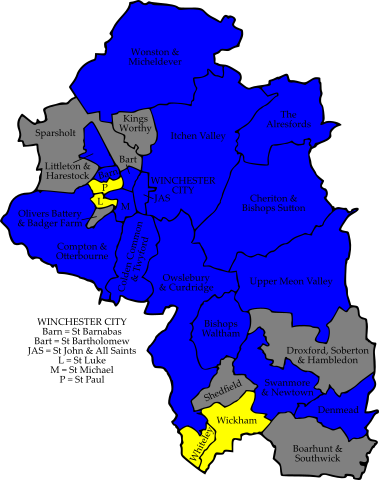 Wonston &
Micheldever
The
Alresfords
Kings
Worthy
Sparsholt
Itchen Valley
Bart
Littleton &
Harestock
WINCHESTER
CITY
JAS
P
L
M
Cheriton &
Bishops Sutton
Olivers Battery
& Badger Farm
Compton &
Otterbourne
Colden Common
& Twyford
Owslebury
& Curdridge
Upper Meon Valley
WINCHESTER CITY
Barn = St Barnabas
Bart = St Bartholomew
JAS = St John & All Saints
L = St Luke
M = St Michael
P = St Paul
Bishops
Waltham
Droxford, Soberton
& Hambledon
Shedfield
Swanmore
& Newtown
Denmead
Wickham
Whiteley
Boarhunt &
Southwick